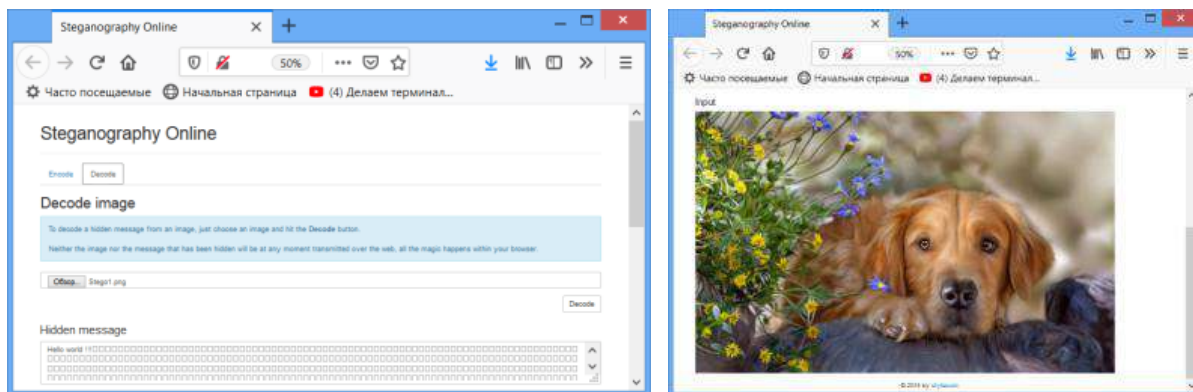 Steganography Online
50%
Часто посещаемые Начальная страница (4) Делаем терминал...
Steganography Online
Encode Decode
Decode image
To decode a hidden message from an image, just choose an image and hit the Decode button.
Neither the image nor the message that has been hidden will be at any moment transmitted over the web, all the magic happens within your browser.
Обзор... Stego1.png
Decode
Hidden message
Hello world !!
Steganography Online
50%
Часто посещаемые Начальная страница (4) Делаем терминал...
Input
© 2014 by